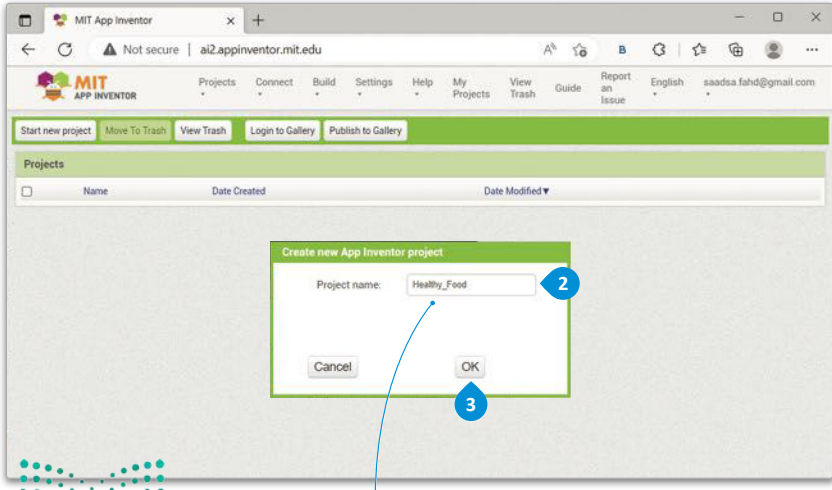 MIT App Inventor
Not secure | ai2.appinventor.mit.edu
MIT APP INVENTOR
Projects Connect Build Settings Help My Projects View Trash Guide Report an Issue English saadsa.fahd@gmail.com
Start new project Move To Trash View Trash Login to Gallery Publish to Gallery
Projects
Name Date Created Date Modified▼
Create new App Inventor project
Project name: Healthy_Food 2
Cancel OK
3